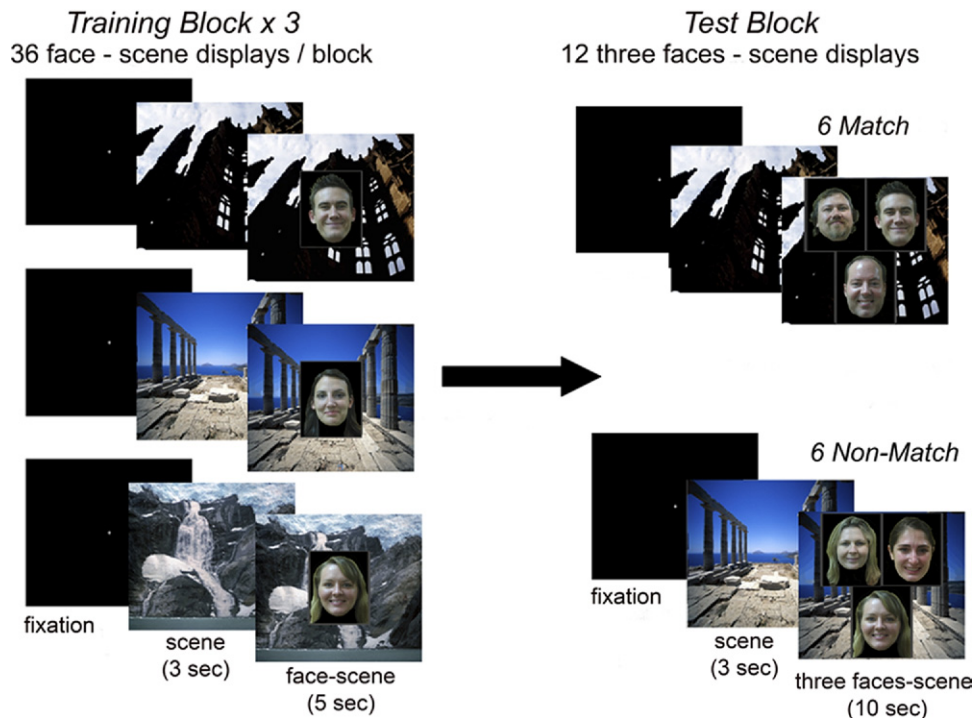 Training Block x 3
36 face - scene displays / block
fixation
scene
(3 sec)
face-scene
(5 sec)
Test Block
12 three faces - scene displays
6 Match
6 Non-Match
fixation
scene
(3 sec)
three faces-scene
(10 sec)